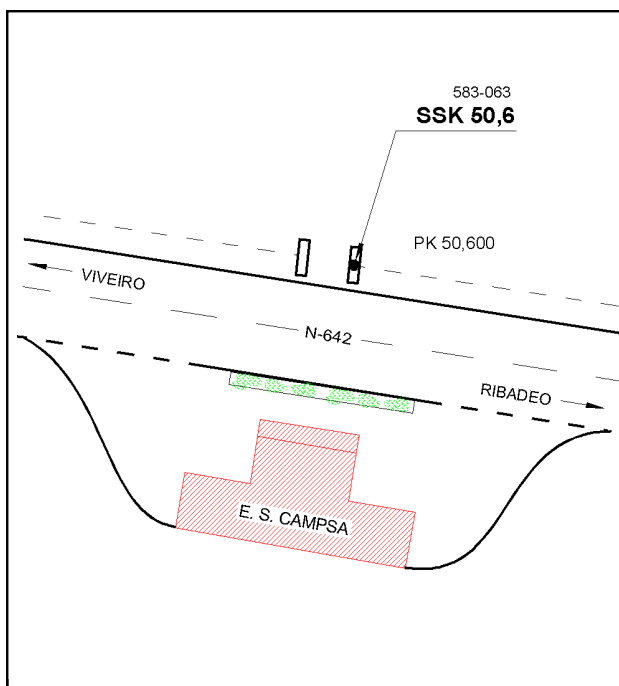 583-063
SSK 50,6
PK 50,600
VIVEIRO
N-642
RIBADEO
E. S. CAMPSA